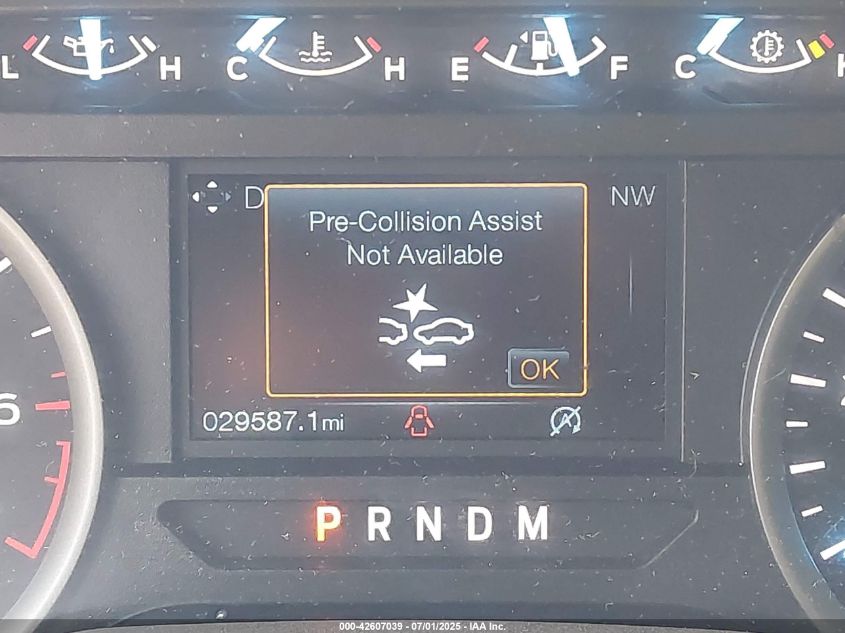 L H C H E F C H
D
NW
Pre-Collision Assist
Not Available
OK
029587.1mi
6
P R N D M
000-42607039 - 07/01/2025 - IAA Inc.